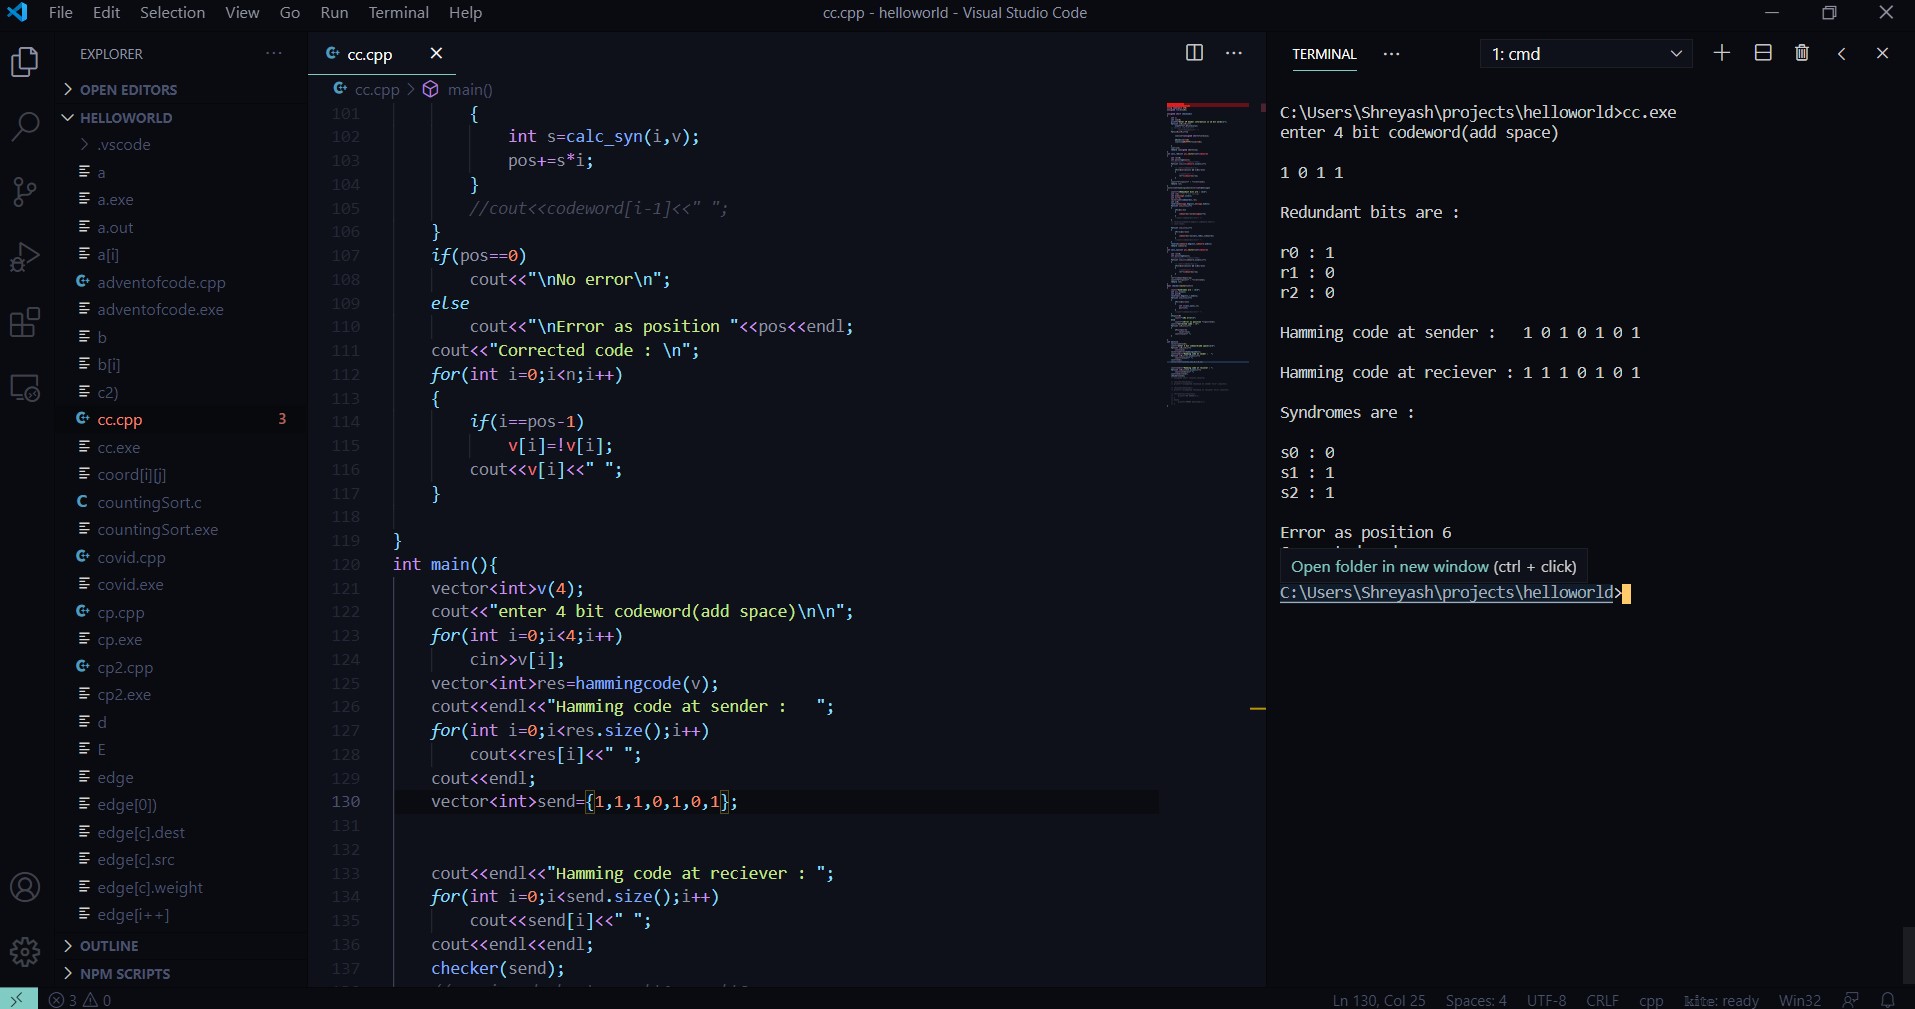 File Edit Selection View Go Run Terminal Help
cc.cpp - helloworld - Visual Studio Code
EXPLORER
OPEN EDITORS
HELLOWORLD
.vscode
a
a.exe
a.out
a[i]
adventofcode.cpp
adventofcode.exe
b
b[i]
c2)
cc.cpp 3
cc.exe
coord[i][j]
countingSort.c
countingSort.exe
covid.cpp
covid.exe
cp.cpp
cp.exe
cp2.cpp
cp2.exe
d
E
edge
edge[0])
edge[c].dest
edge[c].src
edge[c].weight
edge[i++]
OUTLINE
NPM SCRIPTS
cc.cpp
cc.cpp > main()
101 {
102 int s=calc_syn(i,v);
103 pos+=s*i;
104 }
105 //cout<<codeword[i-1]<<" ";
106 }
107 if(pos==0)
108 cout<<"\nNo error\n";
109 else
110 cout<<"\nError as position "<<pos<<endl;
111 cout<<"Corrected code : \n";
112 for(int i=0;i<n;i++)
113 {
114 if(i==pos-1)
115 v[i]=!v[i];
116 cout<<v[i]<<" ";
117 }
118
119 }
120 int main(){
121 vector<int>v(4);
122 cout<<"enter 4 bit codeword(add space)\n\n";
123 for(int i=0;i<4;i++)
124 cin>>v[i];
125 vector<int>res=hammingcode(v);
126 cout<<endl<<"Hamming code at sender :   ";
127 for(int i=0;i<res.size();i++)
128 cout<<res[i]<<" ";
129 cout<<endl;
130 vector<int>send={1,1,1,0,1,0,1};
131
132
133 cout<<endl<<"Hamming code at reciever : ";
134 for(int i=0;i<send.size();i++)
135 cout<<send[i]<<" ";
136 cout<<endl<<endl;
137 checker(send);
TERMINAL
1: cmd
C:\Users\Shreyash\projects\helloworld>cc.exe
enter 4 bit codeword(add space)
1 0 1 1
Redundant bits are :
r0 : 1
r1 : 0
r2 : 0
Hamming code at sender :   1 0 1 0 1 0 1
Hamming code at reciever : 1 1 1 0 1 0 1
Syndromes are :
s0 : 0
s1 : 1
s2 : 1
Error as position 6
Open folder in new window (ctrl + click)
C:\Users\Shreyash\projects\helloworld>
3 0
Ln 130, Col 25 Spaces: 4 UTF-8 CRLF cpp kite: ready Win32